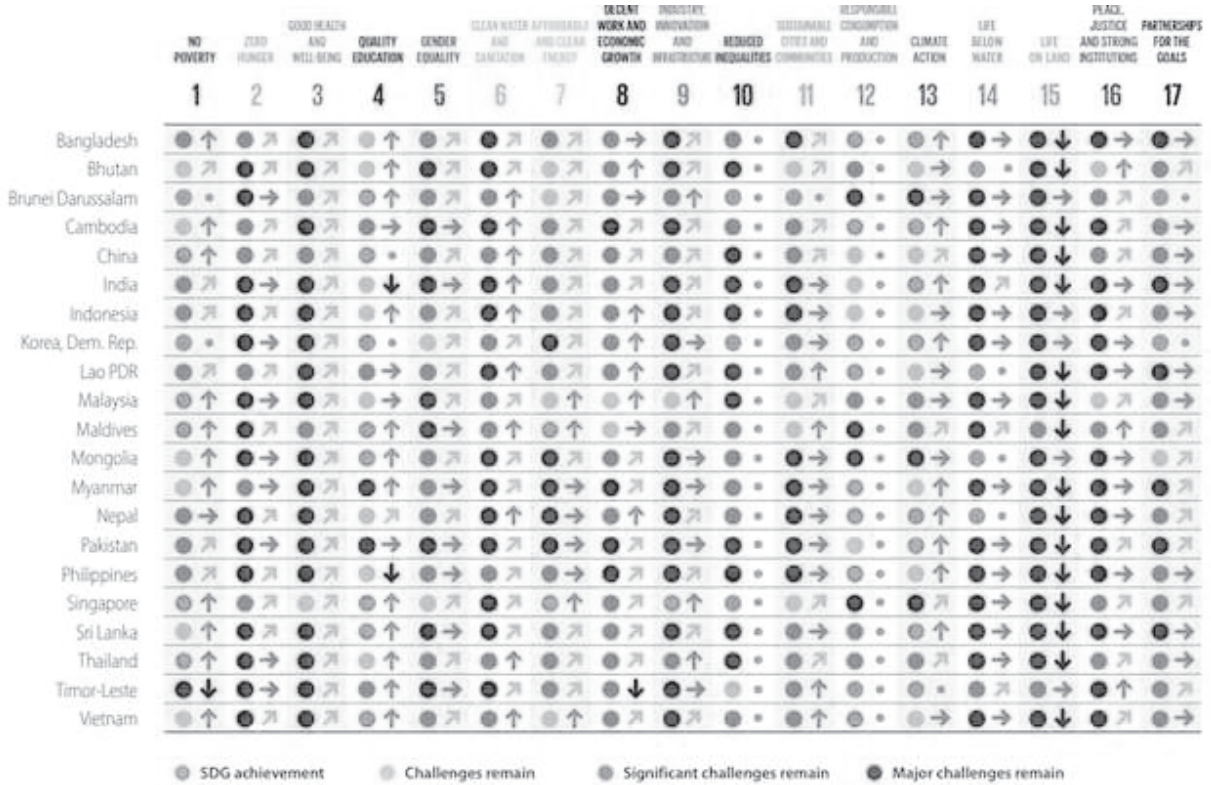 NO POVERTY
ZERO HUNGER
GOOD HEALTH AND WELL-BEING
QUALITY EDUCATION
GENDER EQUALITY
CLEAN WATER AND SANITATION
AFFORDABLE AND CLEAN ENERGY
DECENT WORK AND ECONOMIC GROWTH
INDUSTRY, INNOVATION AND INFRASTRUCTURE
REDUCED INEQUALITIES
SUSTAINABLE CITIES AND COMMUNITIES
RESPONSIBLE CONSUMPTION AND PRODUCTION
CLIMATE ACTION
LIFE BELOW WATER
LIFE ON LAND
PEACE, JUSTICE AND STRONG INSTITUTIONS
PARTNERSHIPS FOR THE GOALS
1 2 3 4 5 6 7 8 9 10 11 12 13 14 15 16 17
Bangladesh
Bhutan
Brunei Darussalam
Cambodia
China
India
Indonesia
Korea, Dem. Rep.
Lao PDR
Malaysia
Maldives
Mongolia
Myanmar
Nepal
Pakistan
Philippines
Singapore
Sri Lanka
Thailand
Timor-Leste
Vietnam
SDG achievement Challenges remain Significant challenges remain Major challenges remain